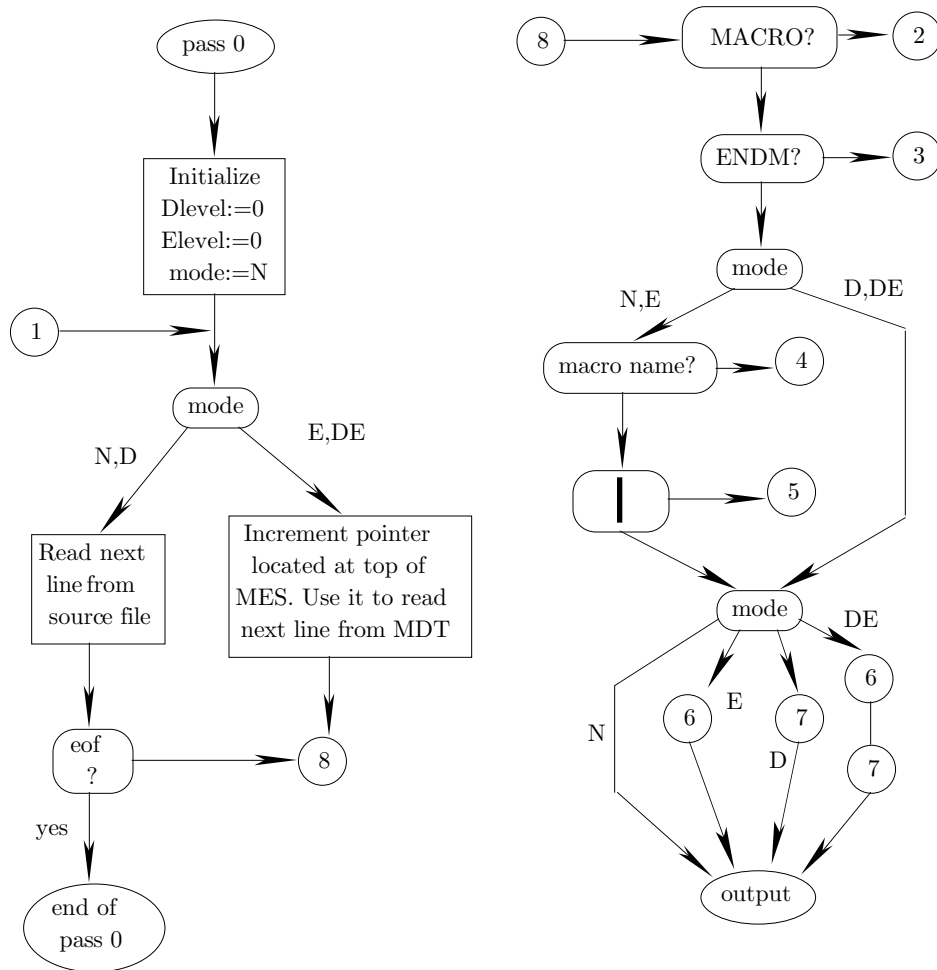 pass 0
Initialize
Dlevel:=0
Elevel:=0
mode:=N
1
mode
N,D
E,DE
Read next
line from
source file
Increment pointer
located at top of
MES. Use it to read
next line from MDT
eof
?
8
yes
end of
pass 0
8
MACRO?
2
ENDM?
3
mode
N,E
D,DE
macro name?
4
5
mode
DE
6
E
6
7
N
D
7
output